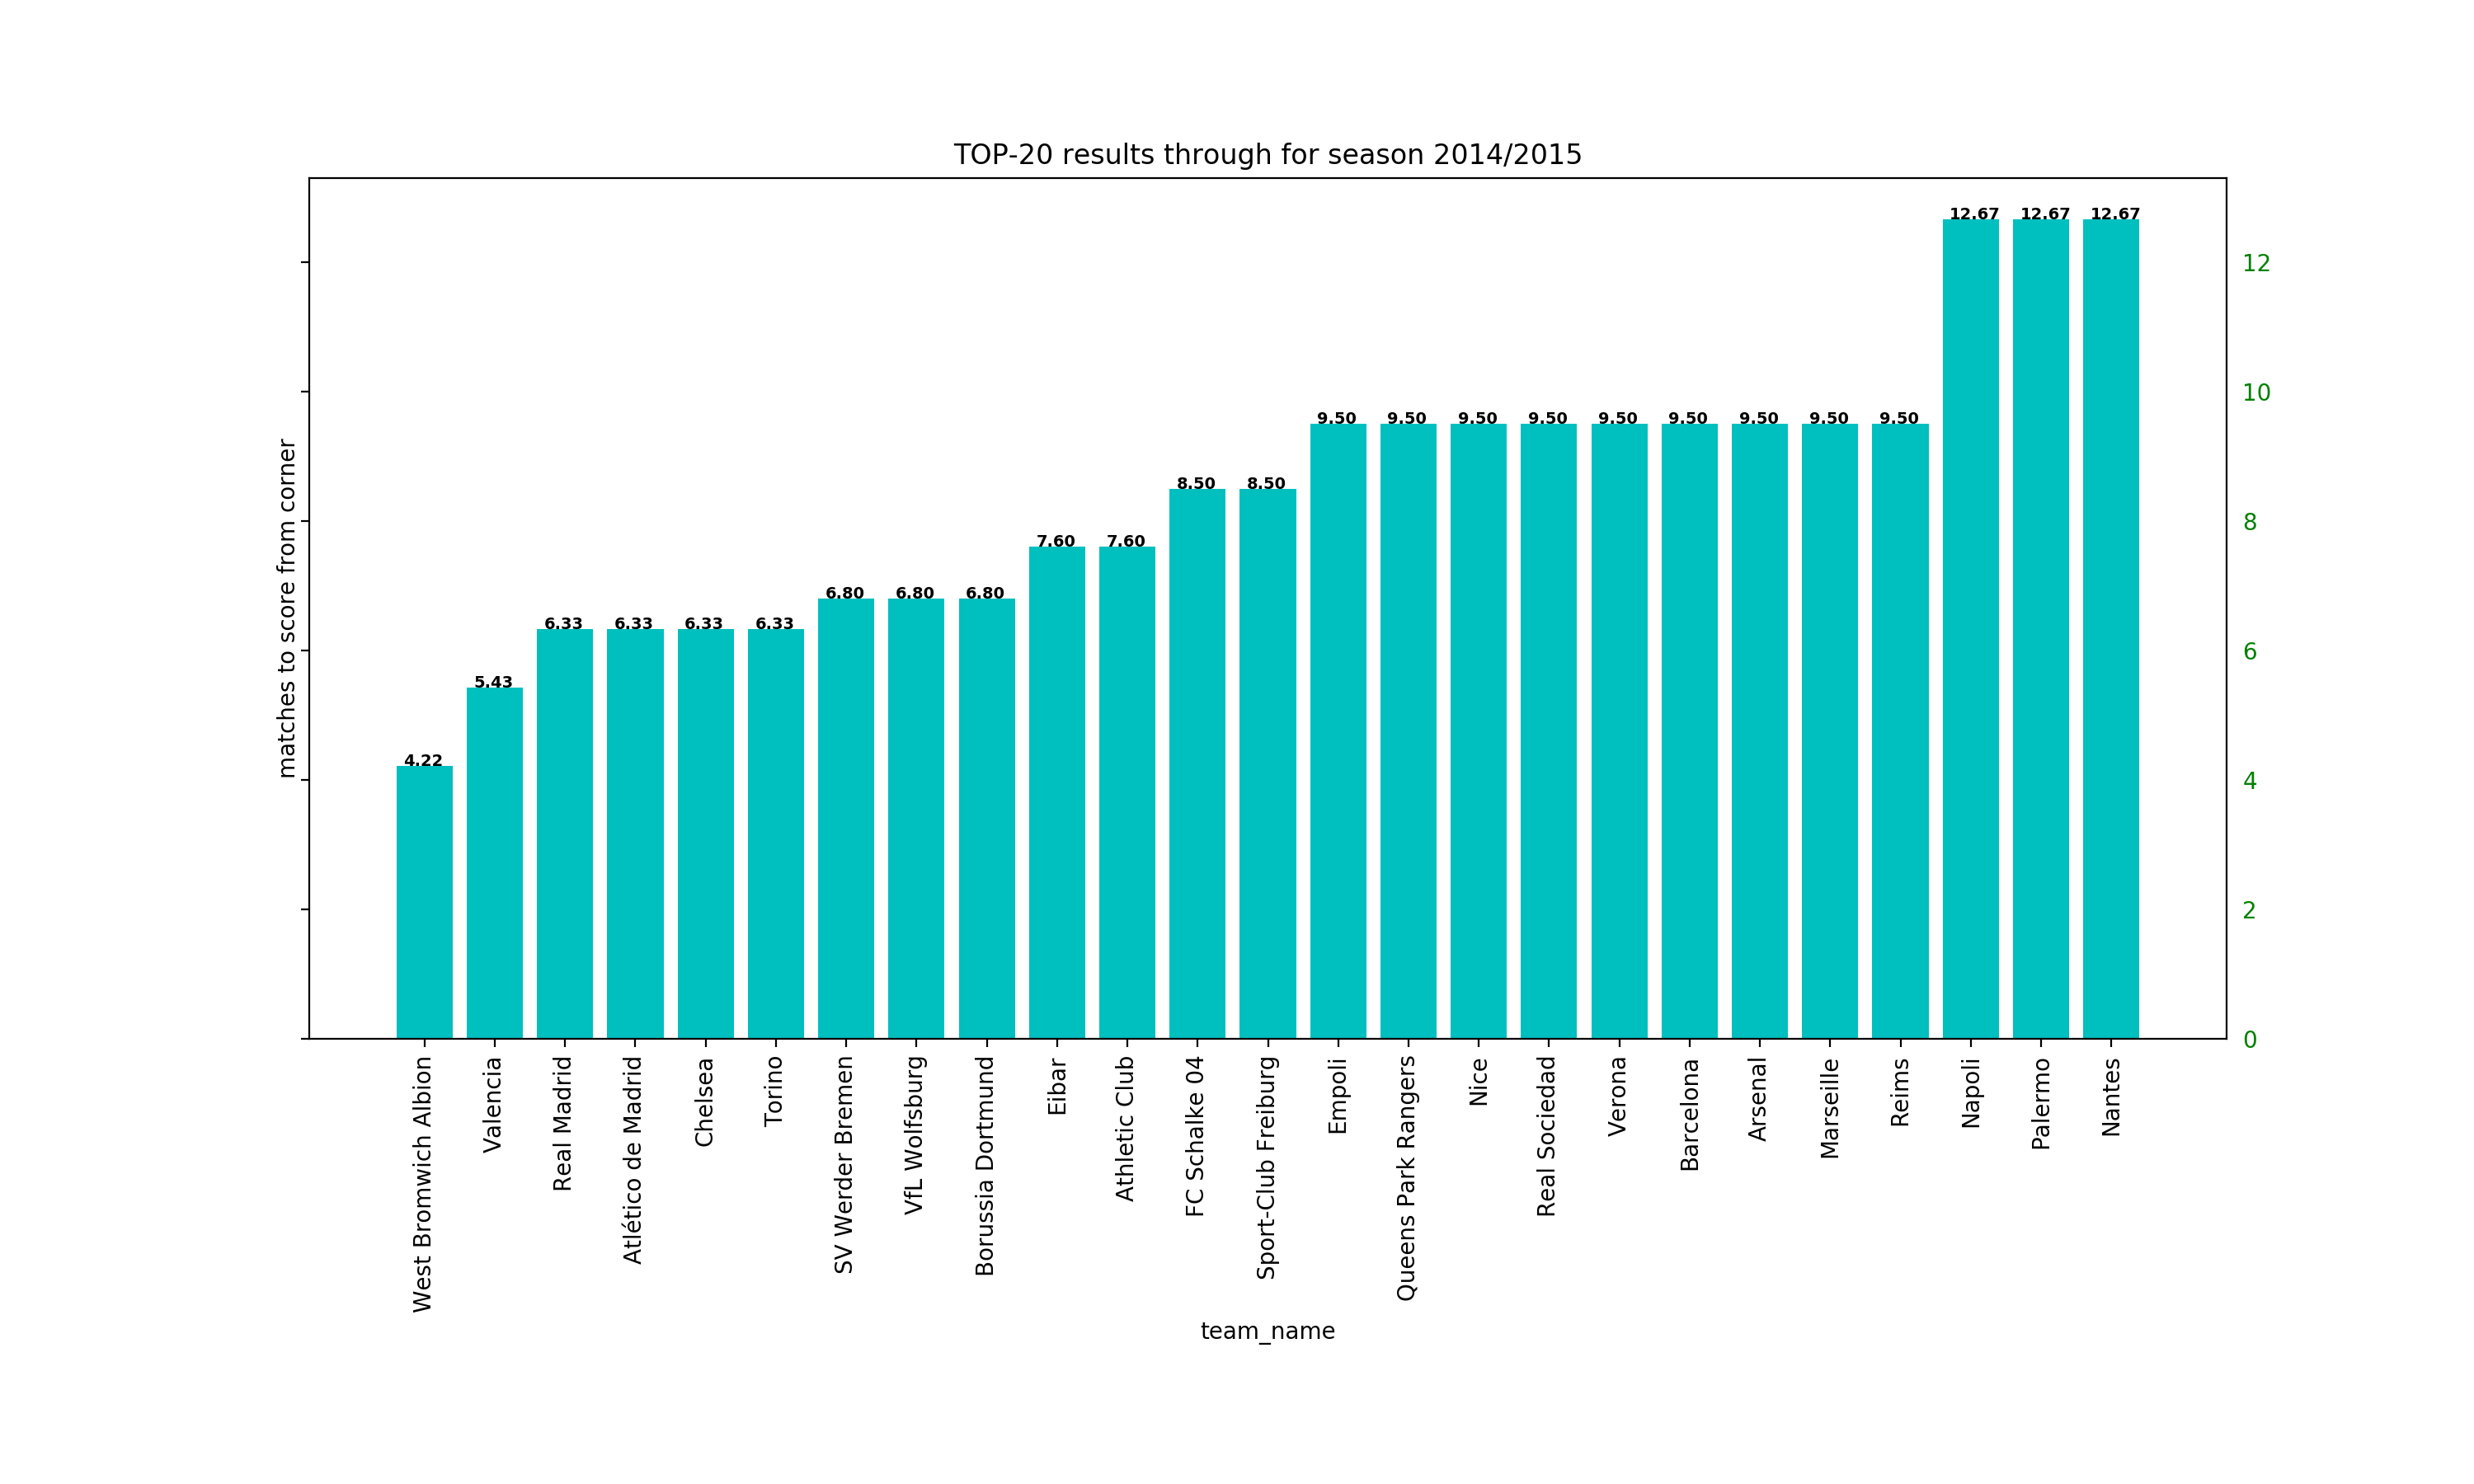 TOP-20 results through for season 2014/2015
matches to score from corner
4.22
5.43
6.33
6.33
6.33
6.33
6.80
6.80
6.80
7.60
7.60
8.50
8.50
9.50
9.50
9.50
9.50
9.50
9.50
9.50
9.50
9.50
12.67
12.67
12.67
12
10
8
6
4
2
0
West Bromwich Albion
Valencia
Real Madrid
Atlético de Madrid
Chelsea
Torino
SV Werder Bremen
VfL Wolfsburg
Borussia Dortmund
Eibar
Athletic Club
FC Schalke 04
Sport-Club Freiburg
Empoli
Queens Park Rangers
Nice
Real Sociedad
Verona
Barcelona
Arsenal
Marseille
Reims
Napoli
Palermo
Nantes
team_name